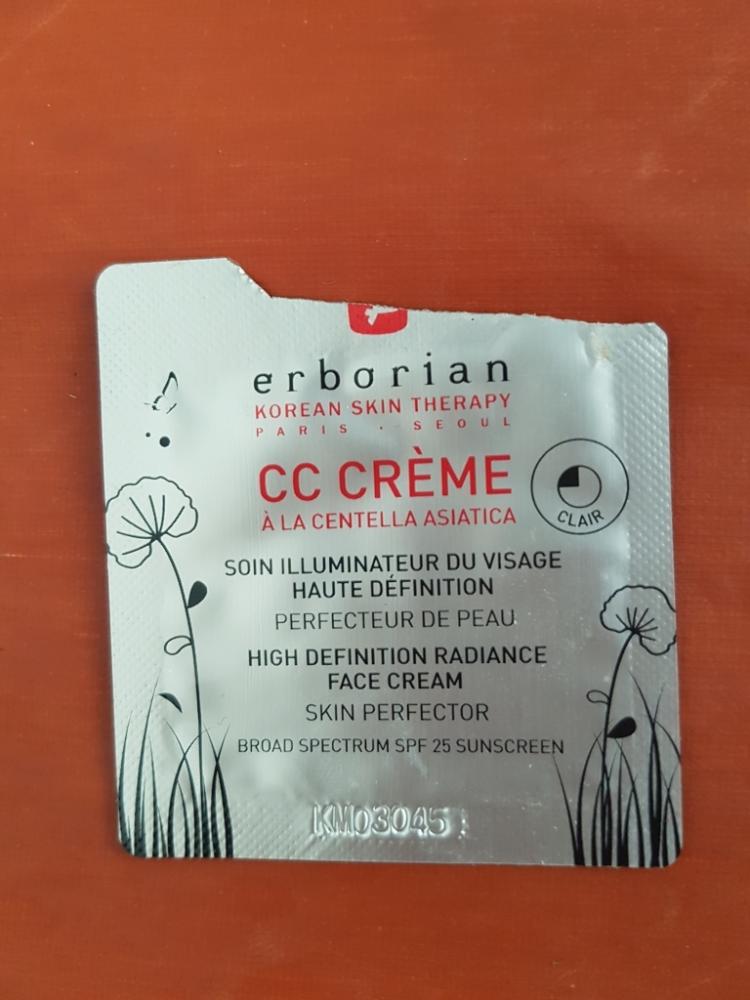 erborian
KOREAN SKIN THERAPY
PARIS · SEOUL
CC CRÈME
À LA CENTELLA ASIATICA
CLAIR
SOIN ILLUMINATEUR DU VISAGE
HAUTE DÉFINITION
PERFECTEUR DE PEAU
HIGH DEFINITION RADIANCE
FACE CREAM
SKIN PERFECTOR
BROAD SPECTRUM SPF 25 SUNSCREEN
KM03045